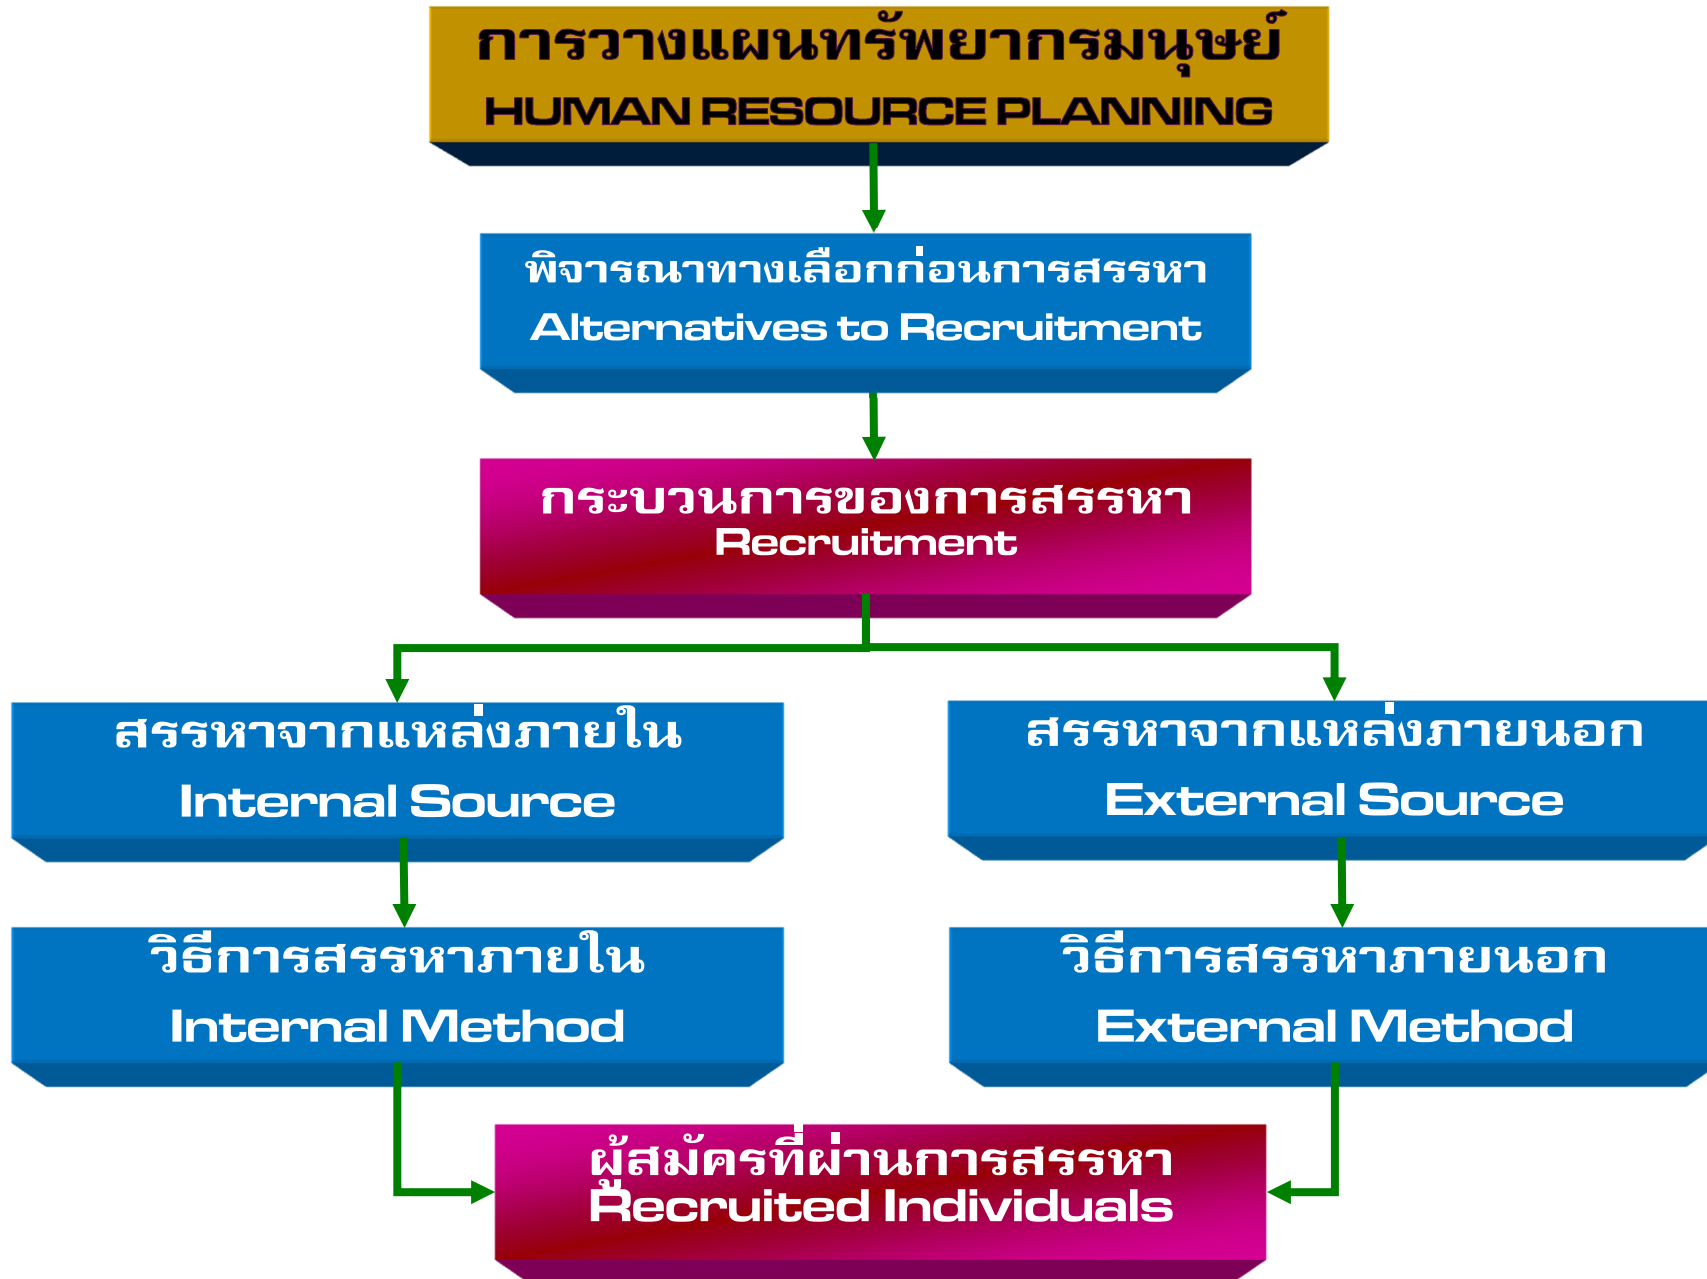 การวางแผนทรัพยากรมนุษย์
HUMAN RESOURCE PLANNING
พิจารณาทางเลือกก่อนการสรรหา
Alternatives to Recruitment
กระบวนการของการสรรหา
Recruitment
สรรหาจากแหล่งภายใน
Internal Source
สรรหาจากแหล่งภายนอก
External Source
วิธีการสรรหาภายใน
Internal Method
วิธีการสรรหาภายนอก
External Method
ผู้สมัครที่ผ่านการสรรหา
Recruited Individuals